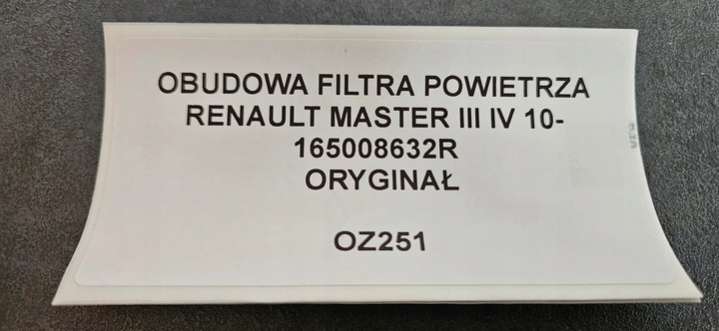 OBUDOWA FILTRA POWIETRZA
RENAULT MASTER III IV 10-
165008632R
ORYGINAŁ
OZ251